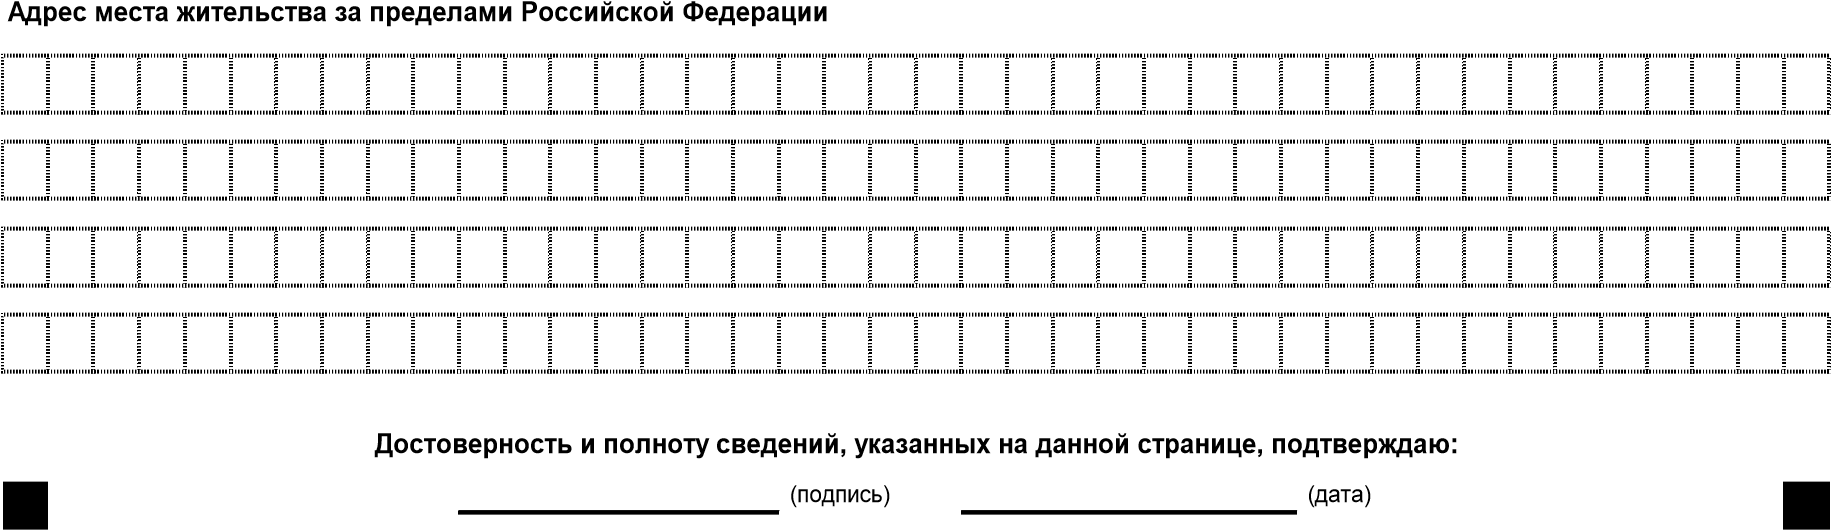 Адрес места жительства за пределами Российской Федерации
Достоверность и полноту сведений, указанных на данной странице, подтверждаю:
(подпись) (дата)